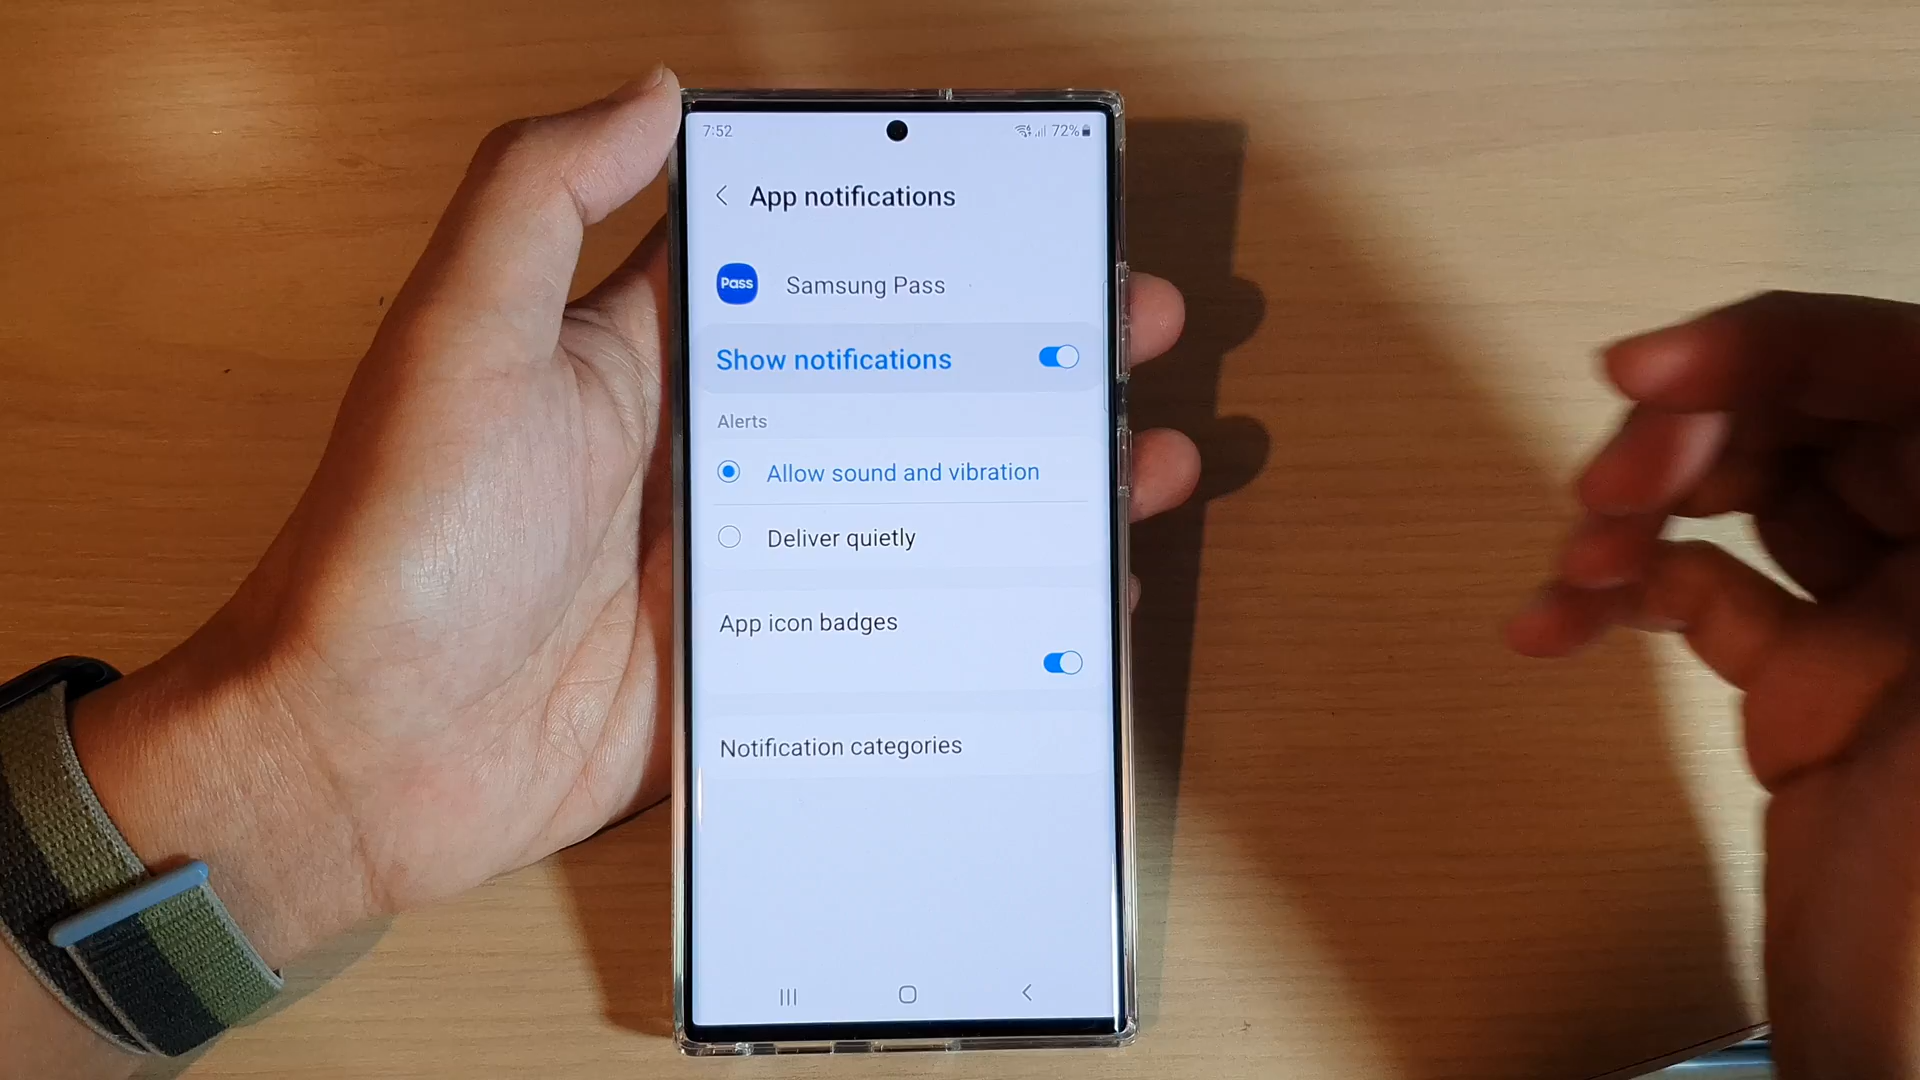 7:52
72%
App notifications
Pass
Samsung Pass
Show notifications
Alerts
Allow sound and vibration
Deliver quietly
App icon badges
Notification categories